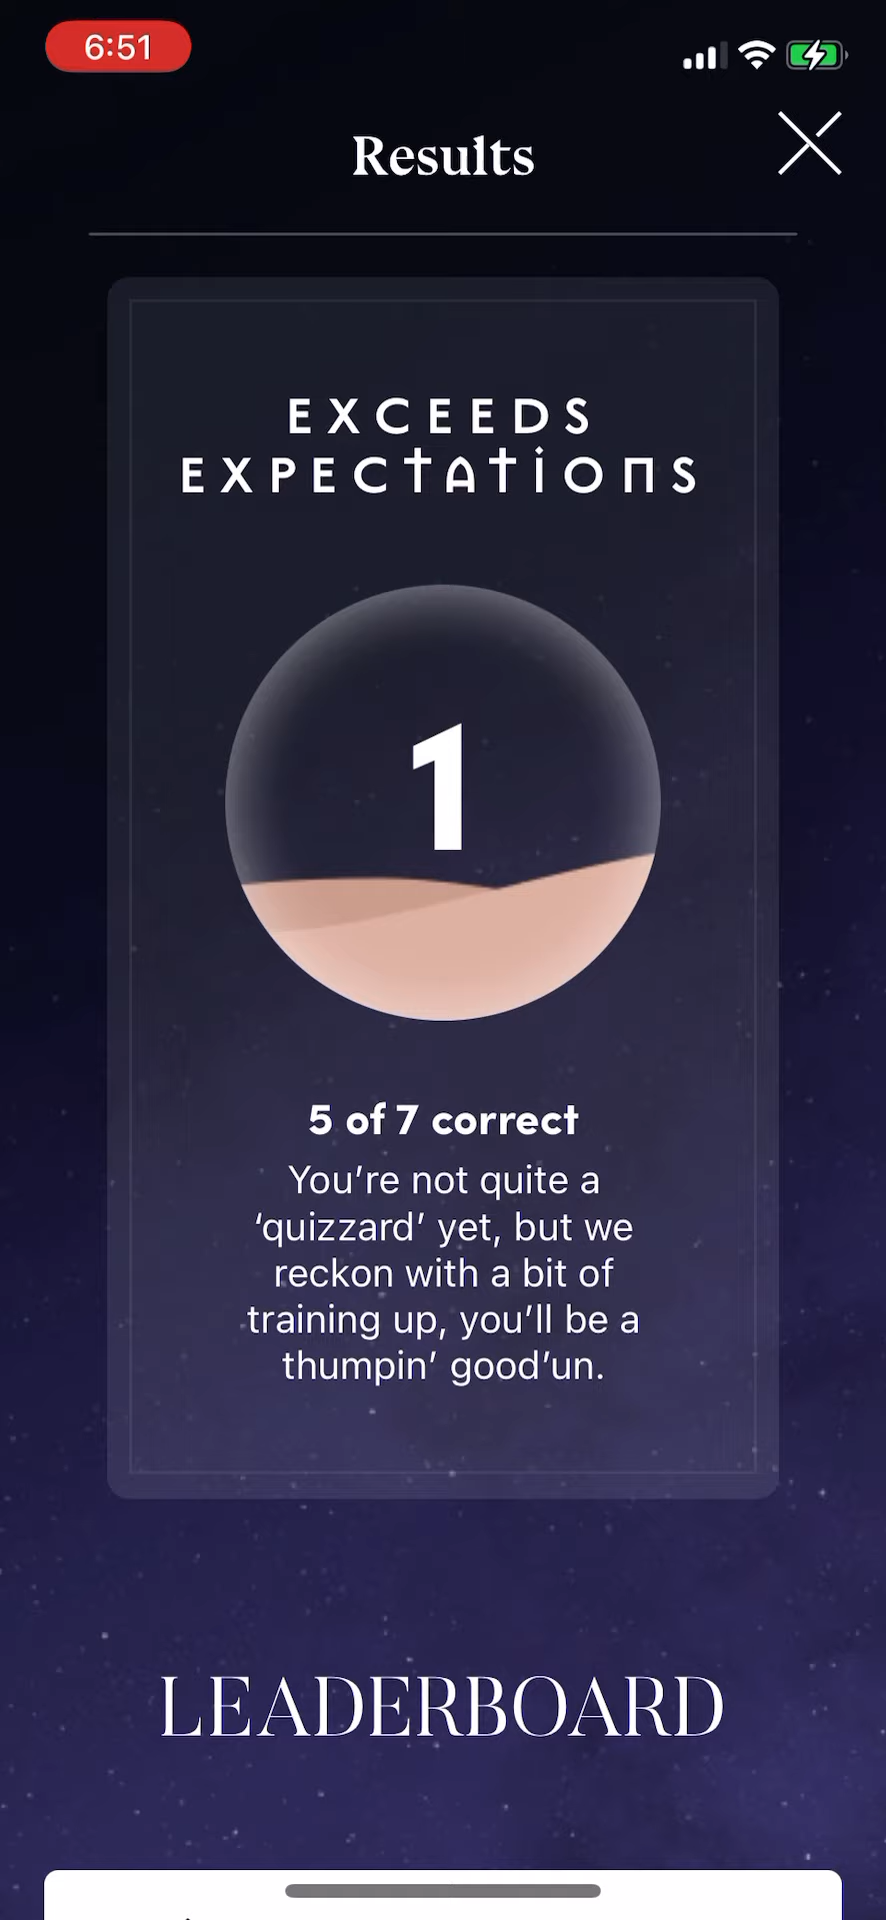 6:51
Results
EXCEEDS
EXPECTATIONS
1
5 of 7 correct
You’re not quite a
‘quizzard’ yet, but we
reckon with a bit of
training up, you’ll be a
thumpin’ good’un.
LEADERBOARD